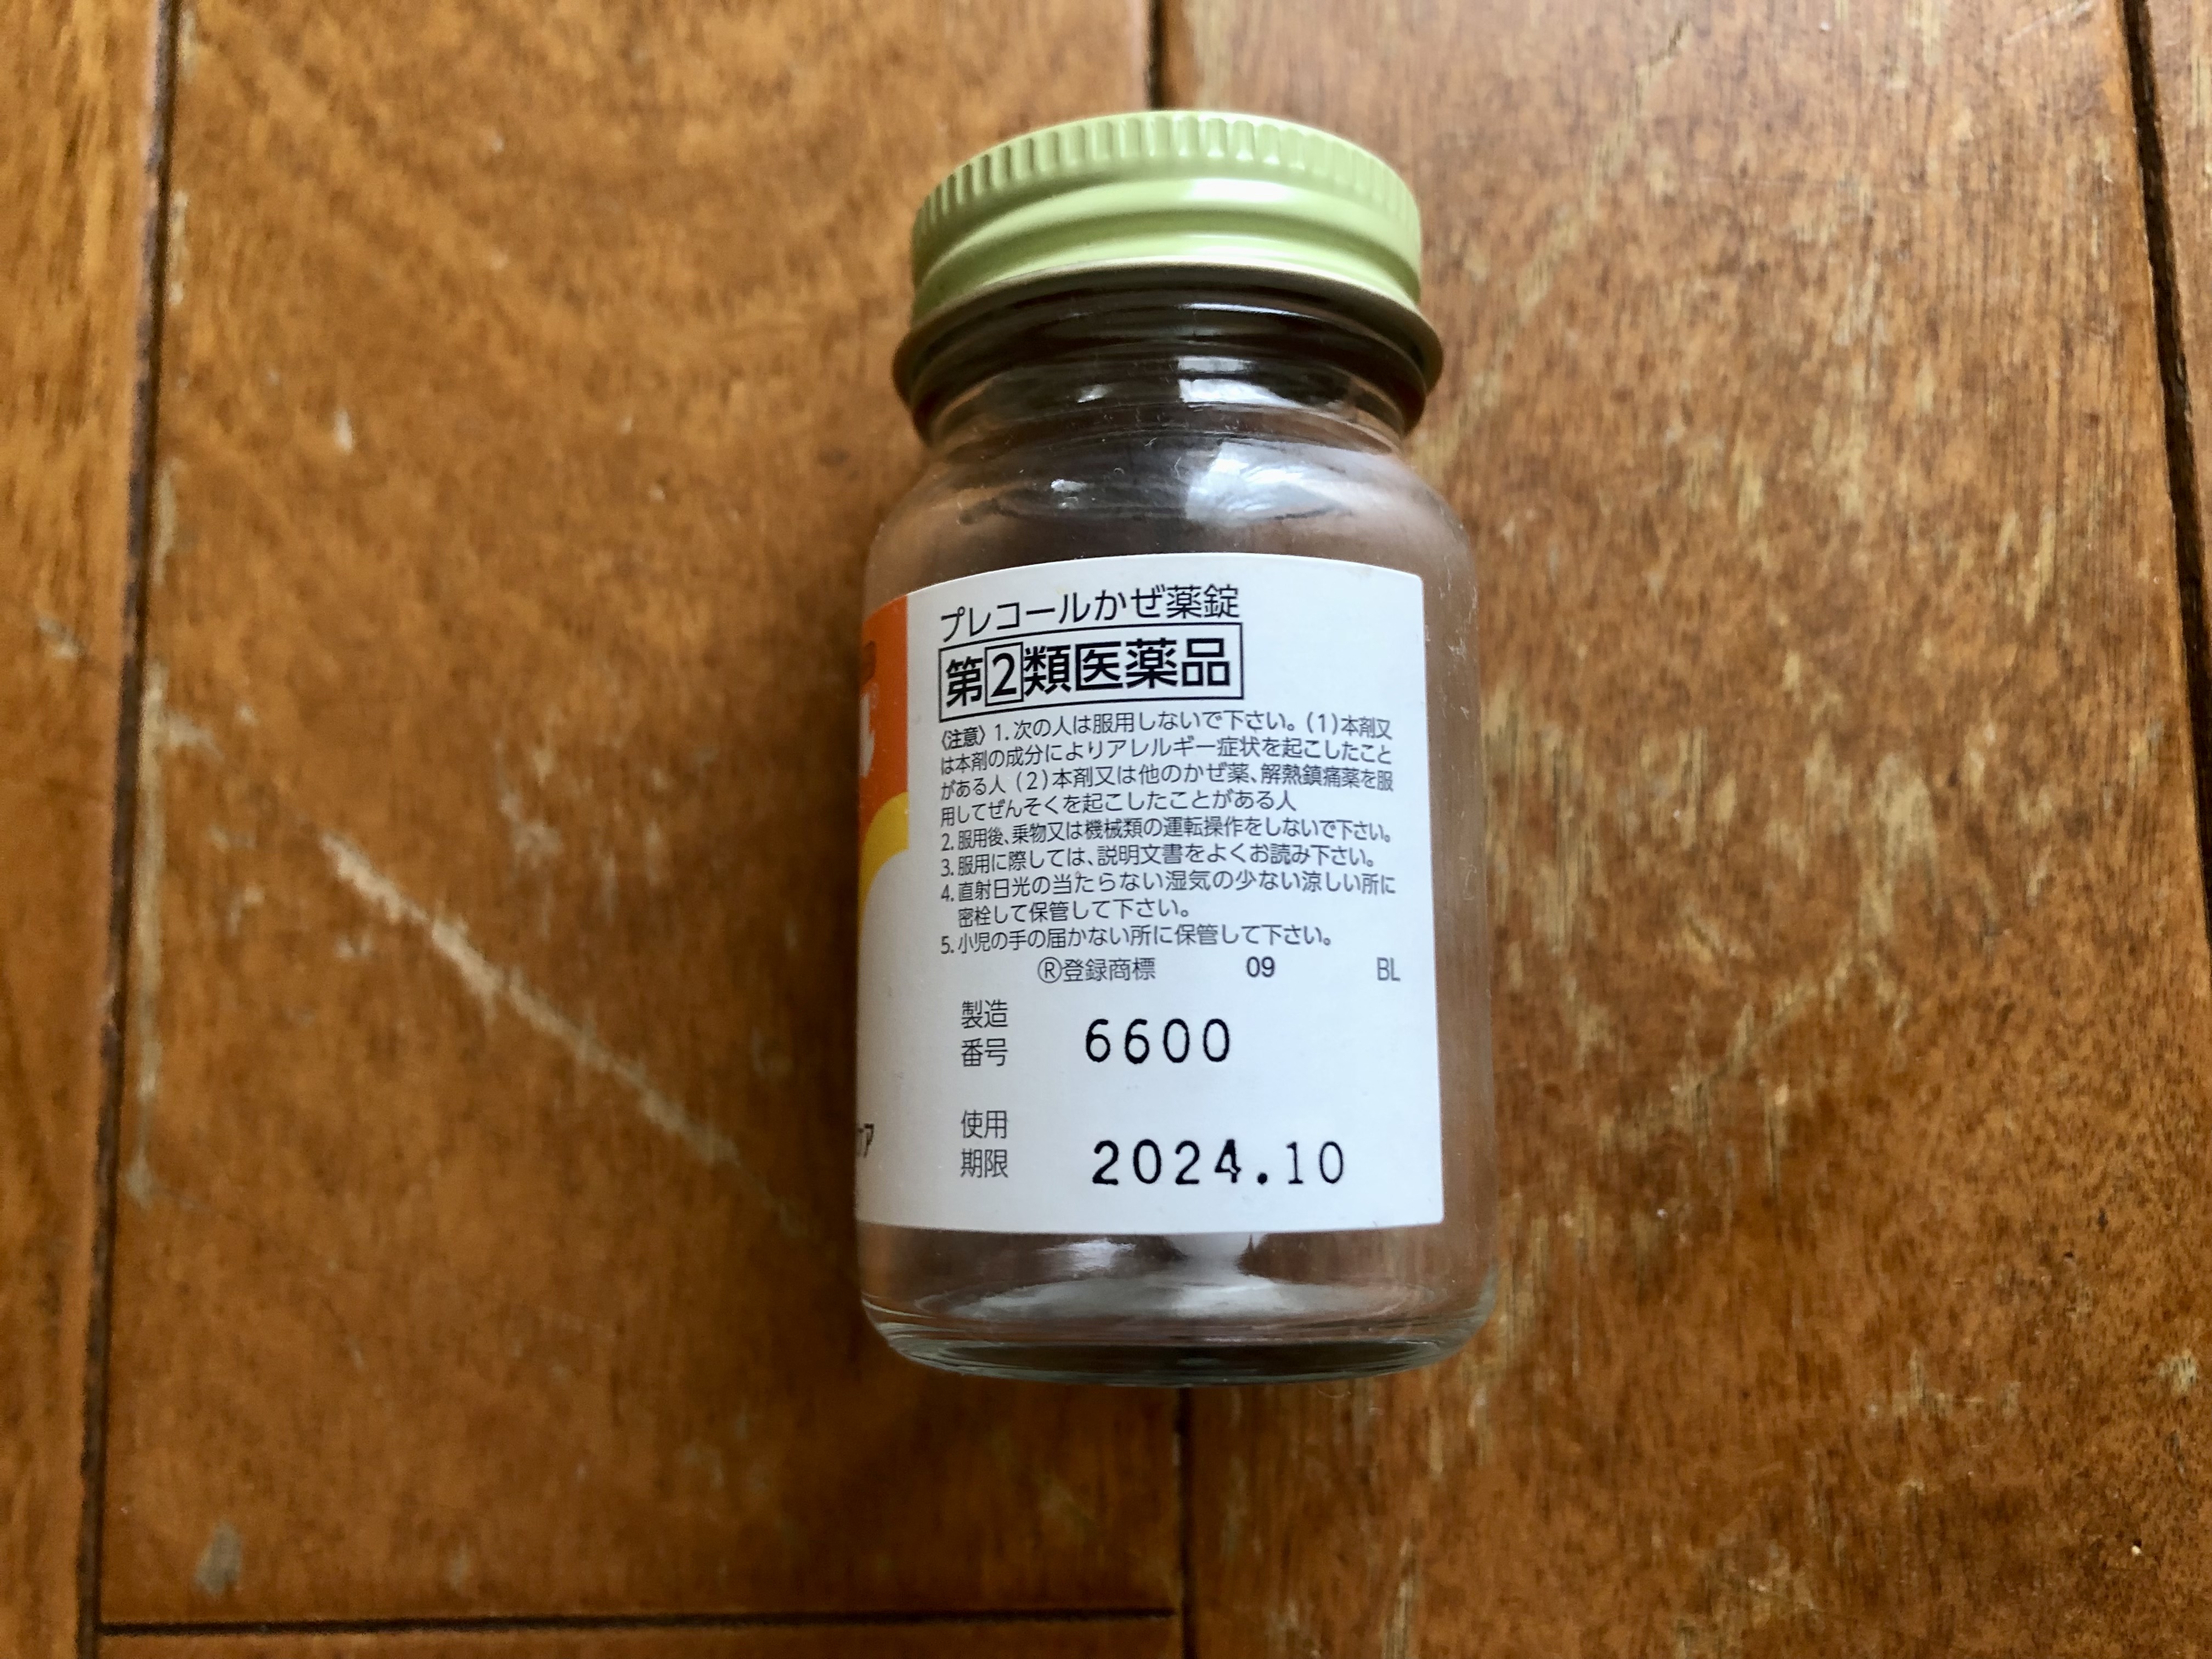 プレコールかぜ薬錠
第2類医薬品
〈注意〉1. 次の人は服用しないで下さい。(1)本剤又
は本剤の成分によりアレルギー症状を起こしたこと
がある人 (2)本剤又は他のかぜ薬、解熱鎮痛薬を服
用してぜんそくを起こしたことがある人
2. 服用後、乗物又は機械類の運転操作をしないで下さい。
3. 服用に際しては、説明文書をよくお読み下さい。
4. 直射日光の当たらない湿気の少ない涼しい所に
密栓して保管して下さい。
5. 小児の手の届かない所に保管して下さい。
Ⓡ登録商標 09 BL
製造
番号 6600
使用
期限 2024.10